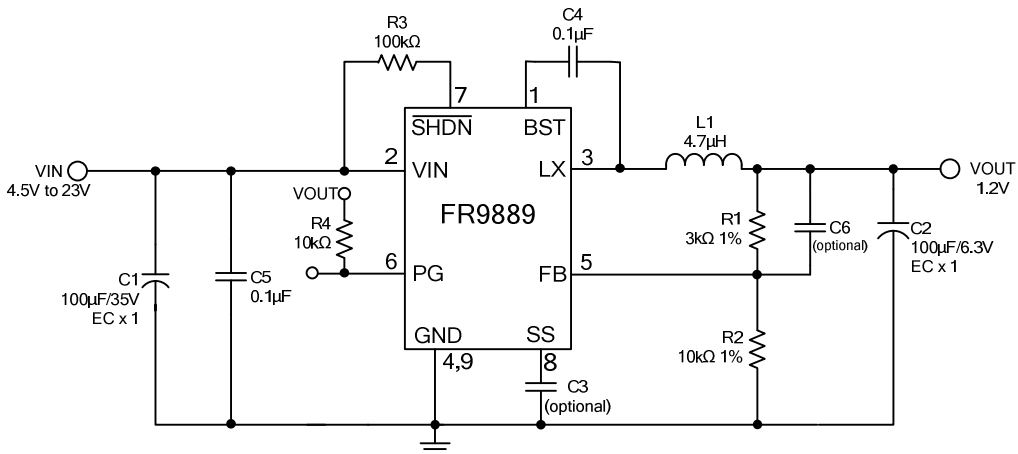 R3
100kΩ
C4
0.1µF
7
1
SHDN
BST
L1
4.7µH
VIN
4.5V to 23V
2
VIN
LX
3
VOUT
1.2V
VOUT
R4
10kΩ
FR9889
R1
3kΩ 1%
C6
(optional)
C2
100µF/6.3V
EC x 1
6
PG
FB
5
C1
100µF/35V
EC x 1
C5
0.1µF
GND
SS
4,9
8
C3
(optional)
R2
10kΩ 1%